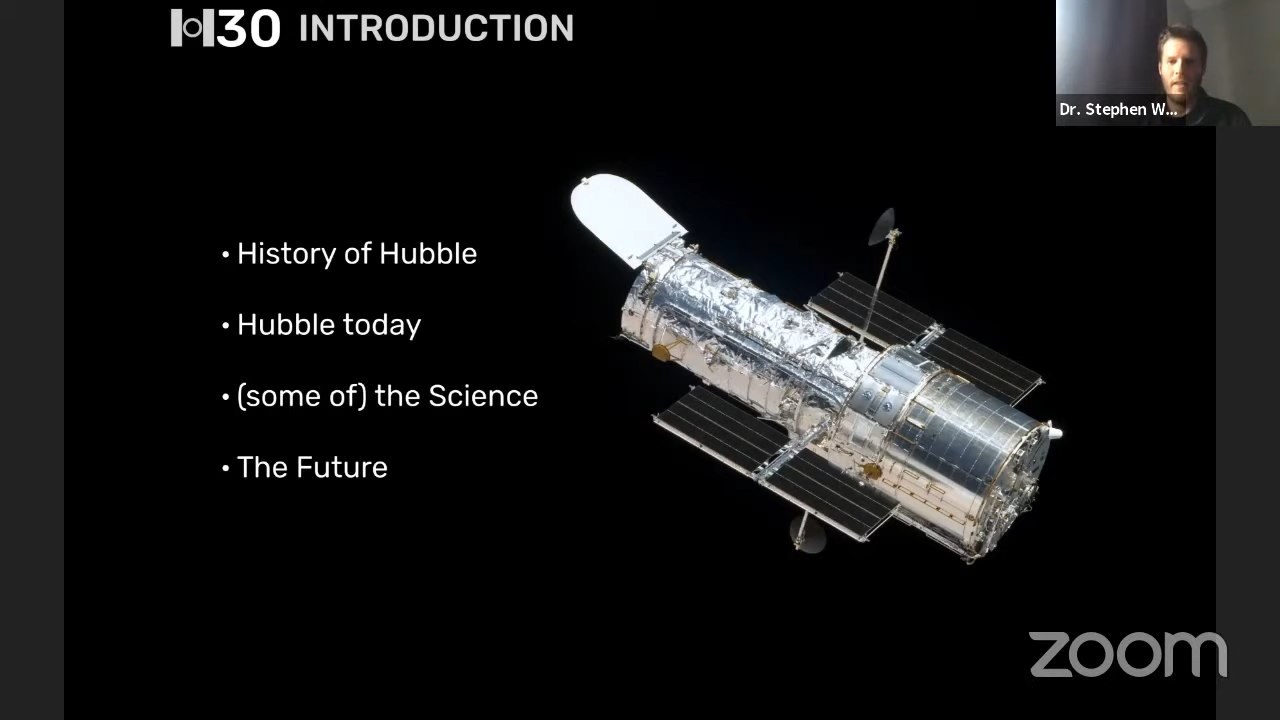 H30 INTRODUCTION
Dr. Stephen W...
• History of Hubble
• Hubble today
• (some of) the Science
• The Future
zoom